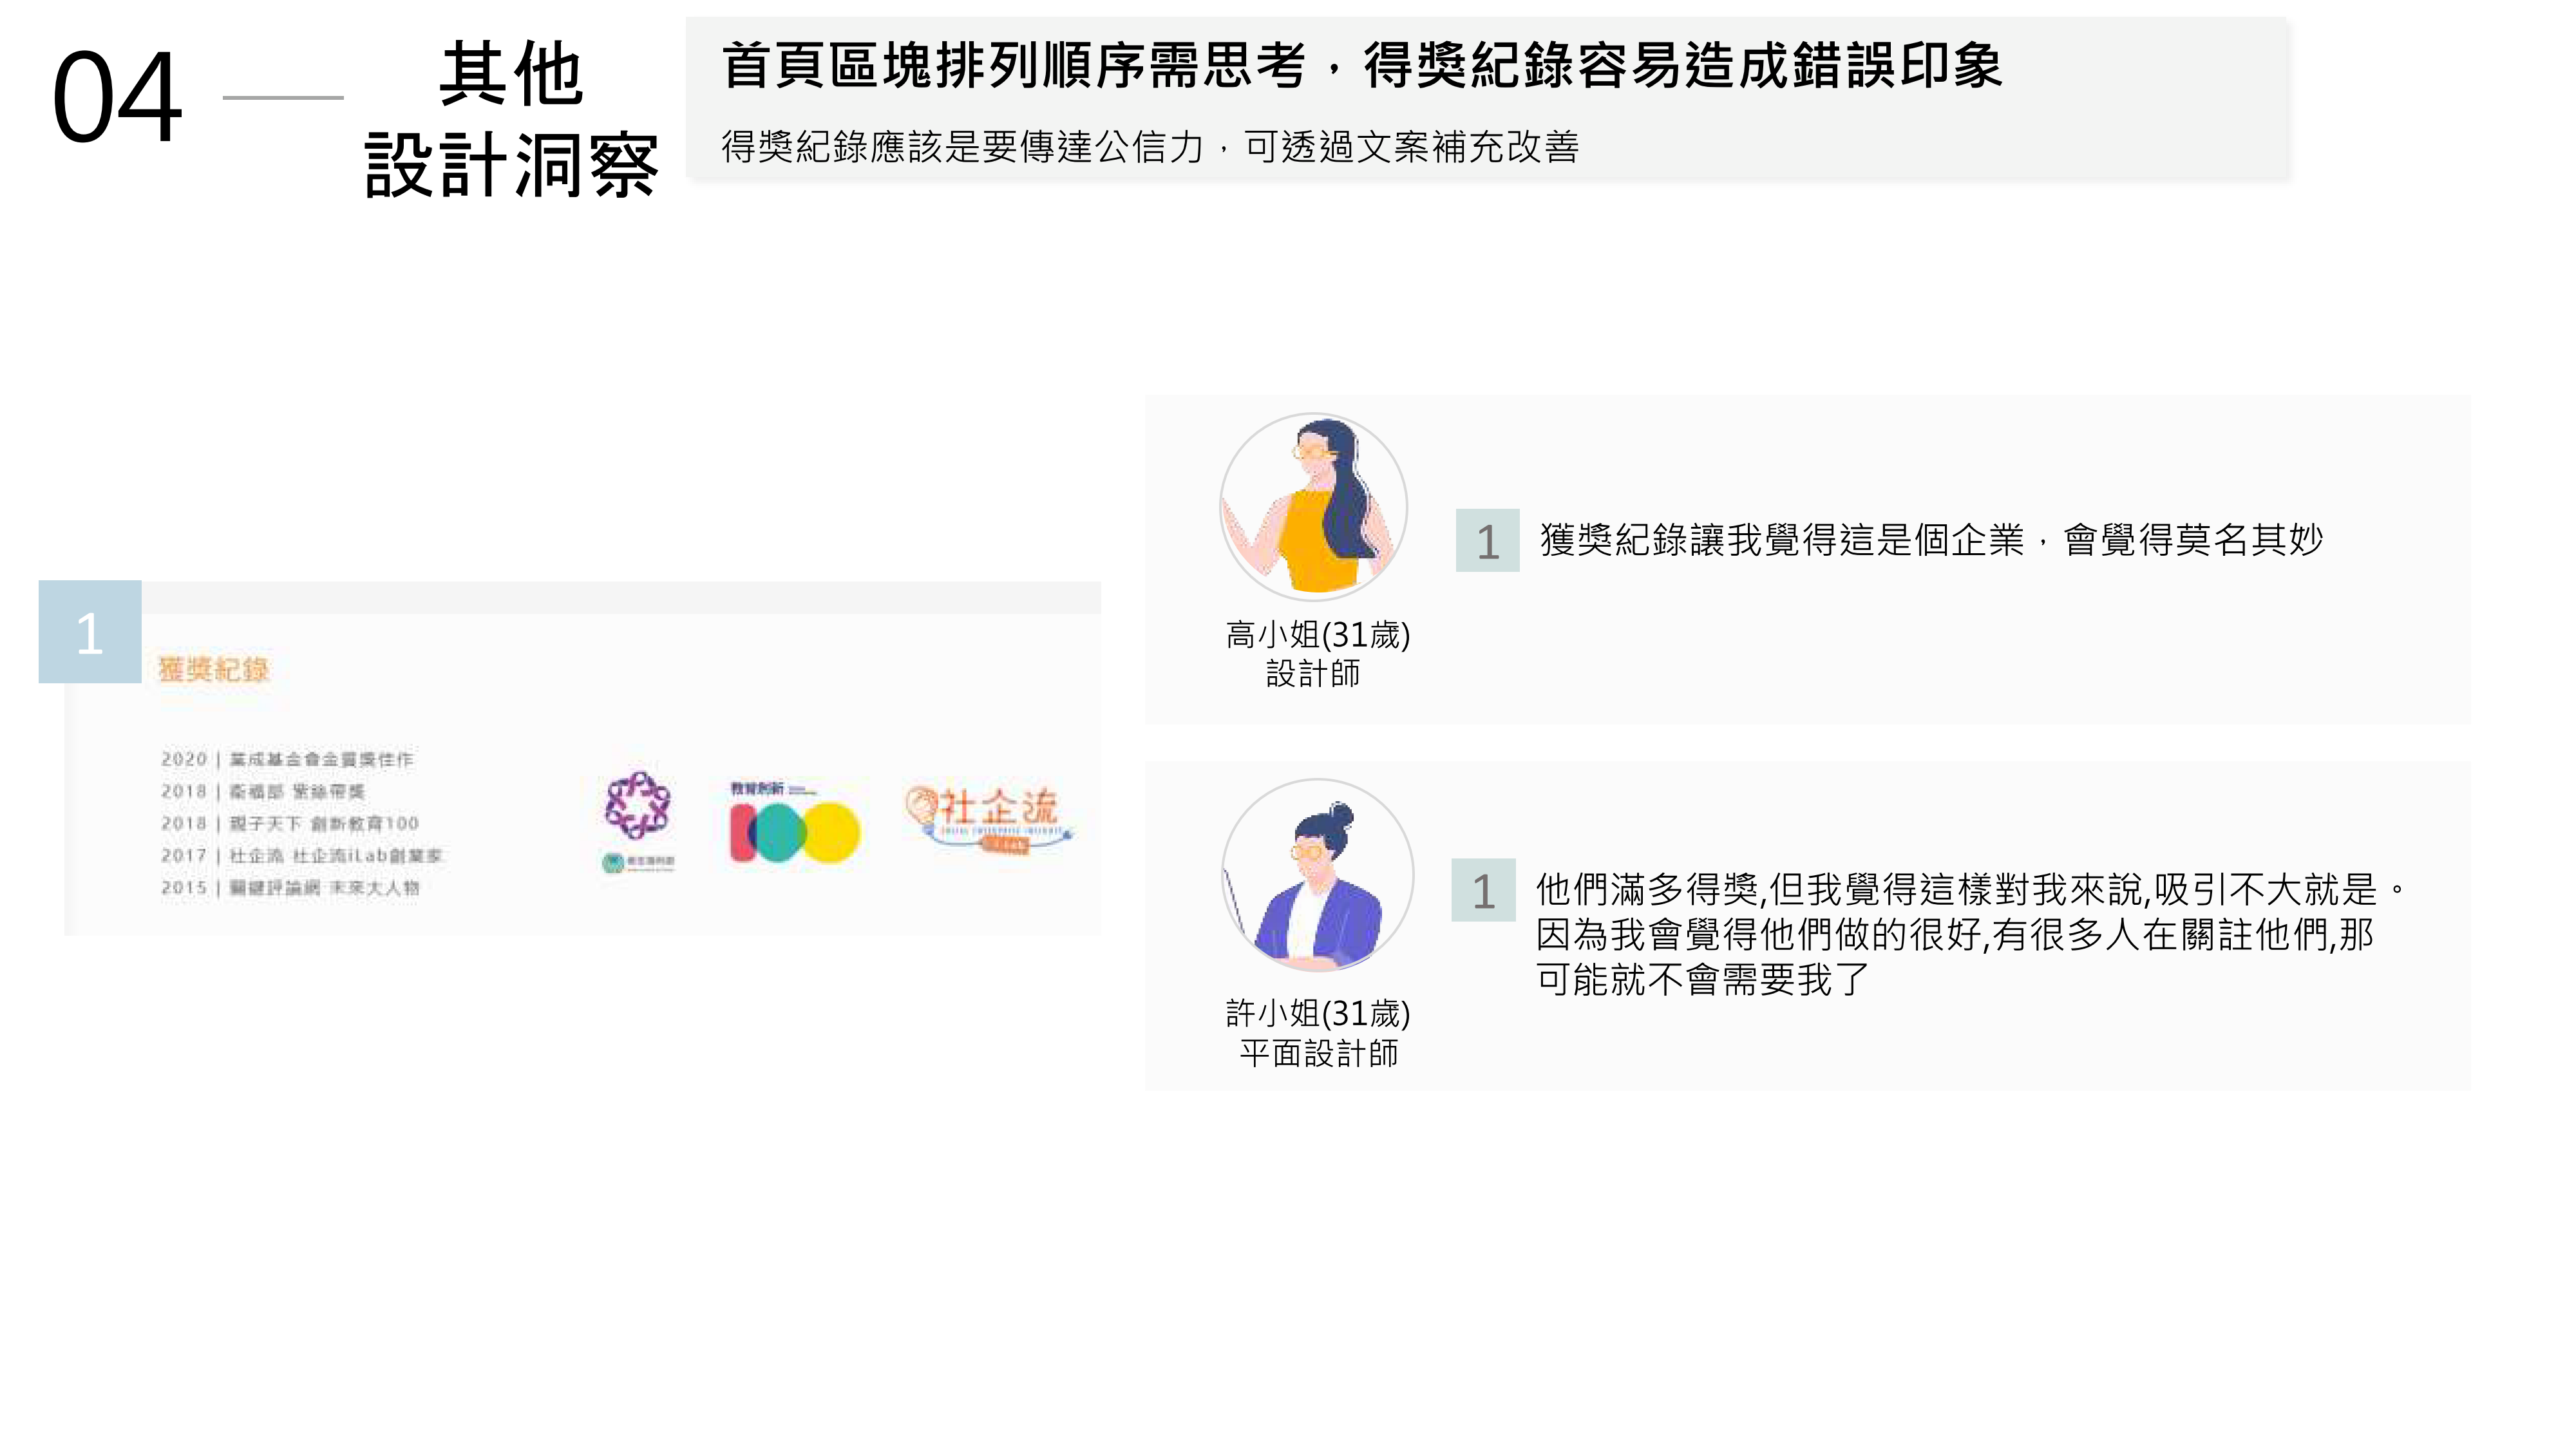 04
其他
設計洞察
首頁區塊排列順序需思考，得獎紀錄容易造成錯誤印象
得獎紀錄應該是要傳達公信力，可透過文案補充改善
1
獲獎紀錄
2020 | 業成基金會金質獎佳作
2018 | 衛福部 紫絲帶獎
2018 | 親子天下 創新教育100
2017 | 社企流 社企流iLab創業家
2015 | 關鍵評論網 未來大人物
教育創新
100
社企流
iLab
高小姐(31歲)
設計師
1
獲獎紀錄讓我覺得這是個企業，會覺得莫名其妙
許小姐(31歲)
平面設計師
1
他們滿多得獎,但我覺得這樣對我來說,吸引不大就是。
因為我會覺得他們做的很好,有很多人在關註他們,那
可能就不會需要我了